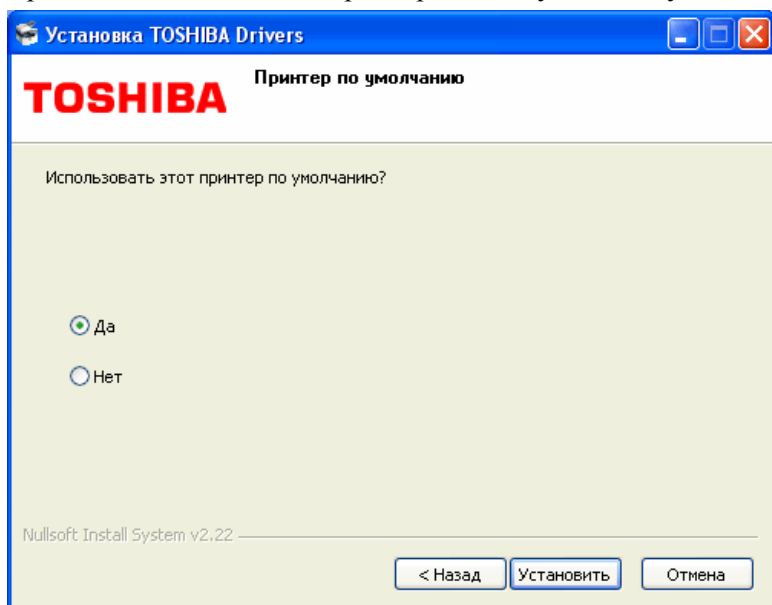 Установка TOSHIBA Drivers
Принтер по умолчанию
TOSHIBA
Использовать этот принтер по умолчанию?
Да
Нет
Nullsoft Install System v2.22
< Назад
Установить
Отмена